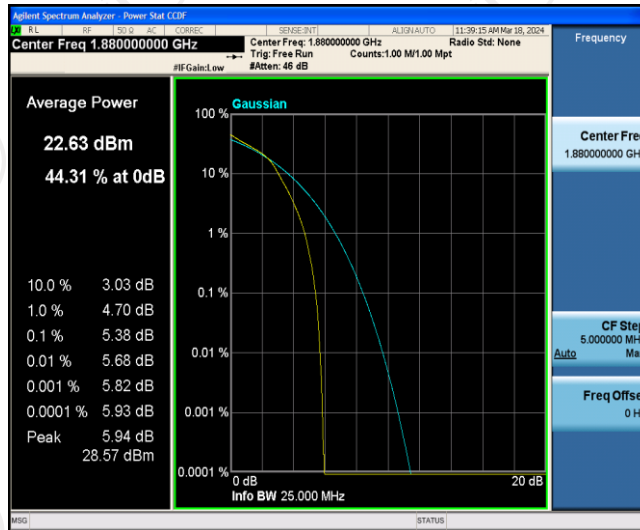 Agilent Spectrum Analyzer - Power Stat CCDF
RL RF 50 Ω AC CORREC SENSE:INT ALIGNAUTO 11:39:15 AM Mar 18, 2024
Center Freq 1.880000000 GHz
Center Freq: 1.880000000 GHz Radio Std: None
Trig: Free Run Counts:1.00 M/1.00 Mpt
#IFGain:Low #Atten: 46 dB
Frequency
Average Power
22.63 dBm
44.31 % at 0dB
10.0 % 3.03 dB
1.0 % 4.70 dB
0.1 % 5.38 dB
0.01 % 5.68 dB
0.001 % 5.82 dB
0.0001 % 5.93 dB
Peak 5.94 dB
28.57 dBm
Gaussian
100 %
10 %
1 %
0.1 %
0.01 %
0.001 %
0.0001 %
0 dB 20 dB
Info BW 25.000 MHz
Center Fre
1.880000000 GH
CF Step
5.000000 MH
Auto Ma
Freq Offse
0 H
MSG STATUS